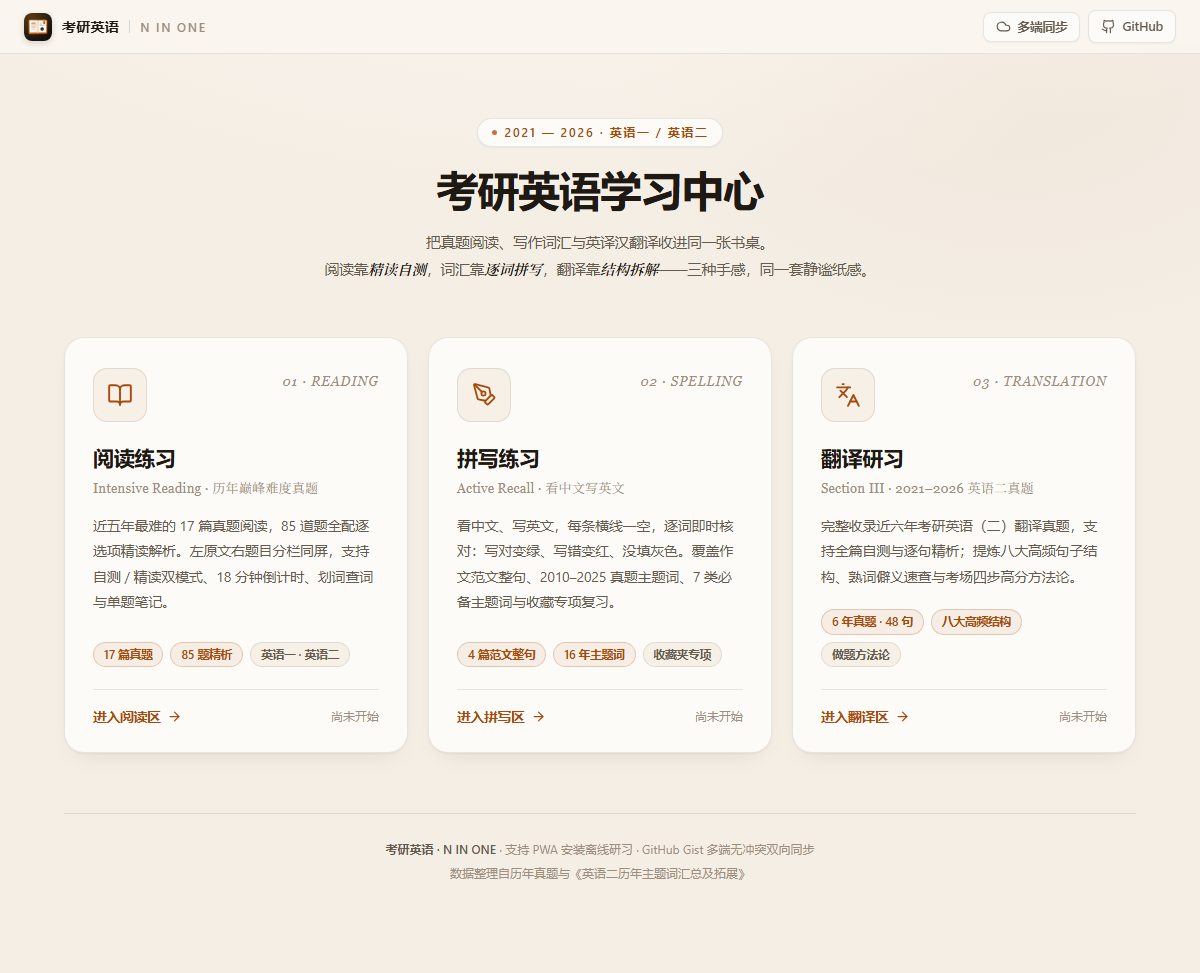 考研英语 N IN ONE
多端同步
GitHub
2021 — 2026 · 英语一 / 英语二
考研英语学习中心
把真题阅读、写作词汇与英译汉翻译收进同一张书桌。
阅读靠精读自测，词汇靠逐词拼写，翻译靠结构拆解——三种手感，同一套静谧纸感。
01 · READING
阅读练习
Intensive Reading · 历年巅峰难度真题
近五年最难的 17 篇真题阅读，85 道题全配逐
选项精读解析。左原文右题目分栏同屏，支持
自测 / 精读双模式、18 分钟倒计时、划词查词
与单题笔记。
17 篇真题
85 题精析
英语一 · 英语二
进入阅读区 →
尚未开始
02 · SPELLING
拼写练习
Active Recall · 看中文写英文
看中文、写英文，每条横线一空，逐词即时核
对：写对变绿、写错变红、没填灰色。覆盖作
文范文整句、2010–2025 真题主题词、7 类必
备主题词与收藏专项复习。
4 篇范文整句
16 年主题词
收藏夹专项
进入拼写区 →
尚未开始
03 · TRANSLATION
翻译研习
Section III · 2021–2026 英语二真题
完整收录近六年考研英语（二）翻译真题，支
持全篇自测与逐句精析；提炼八大高频句子结
构、熟词僻义速查与考场四步高分方法论。
6 年真题 · 48 句
八大高频结构
做题方法论
进入翻译区 →
尚未开始
考研英语 · N IN ONE · 支持 PWA 安装离线研习 · GitHub Gist 多端无冲突双向同步
数据整理自历年真题与《英语二历年主题词汇总及拓展》